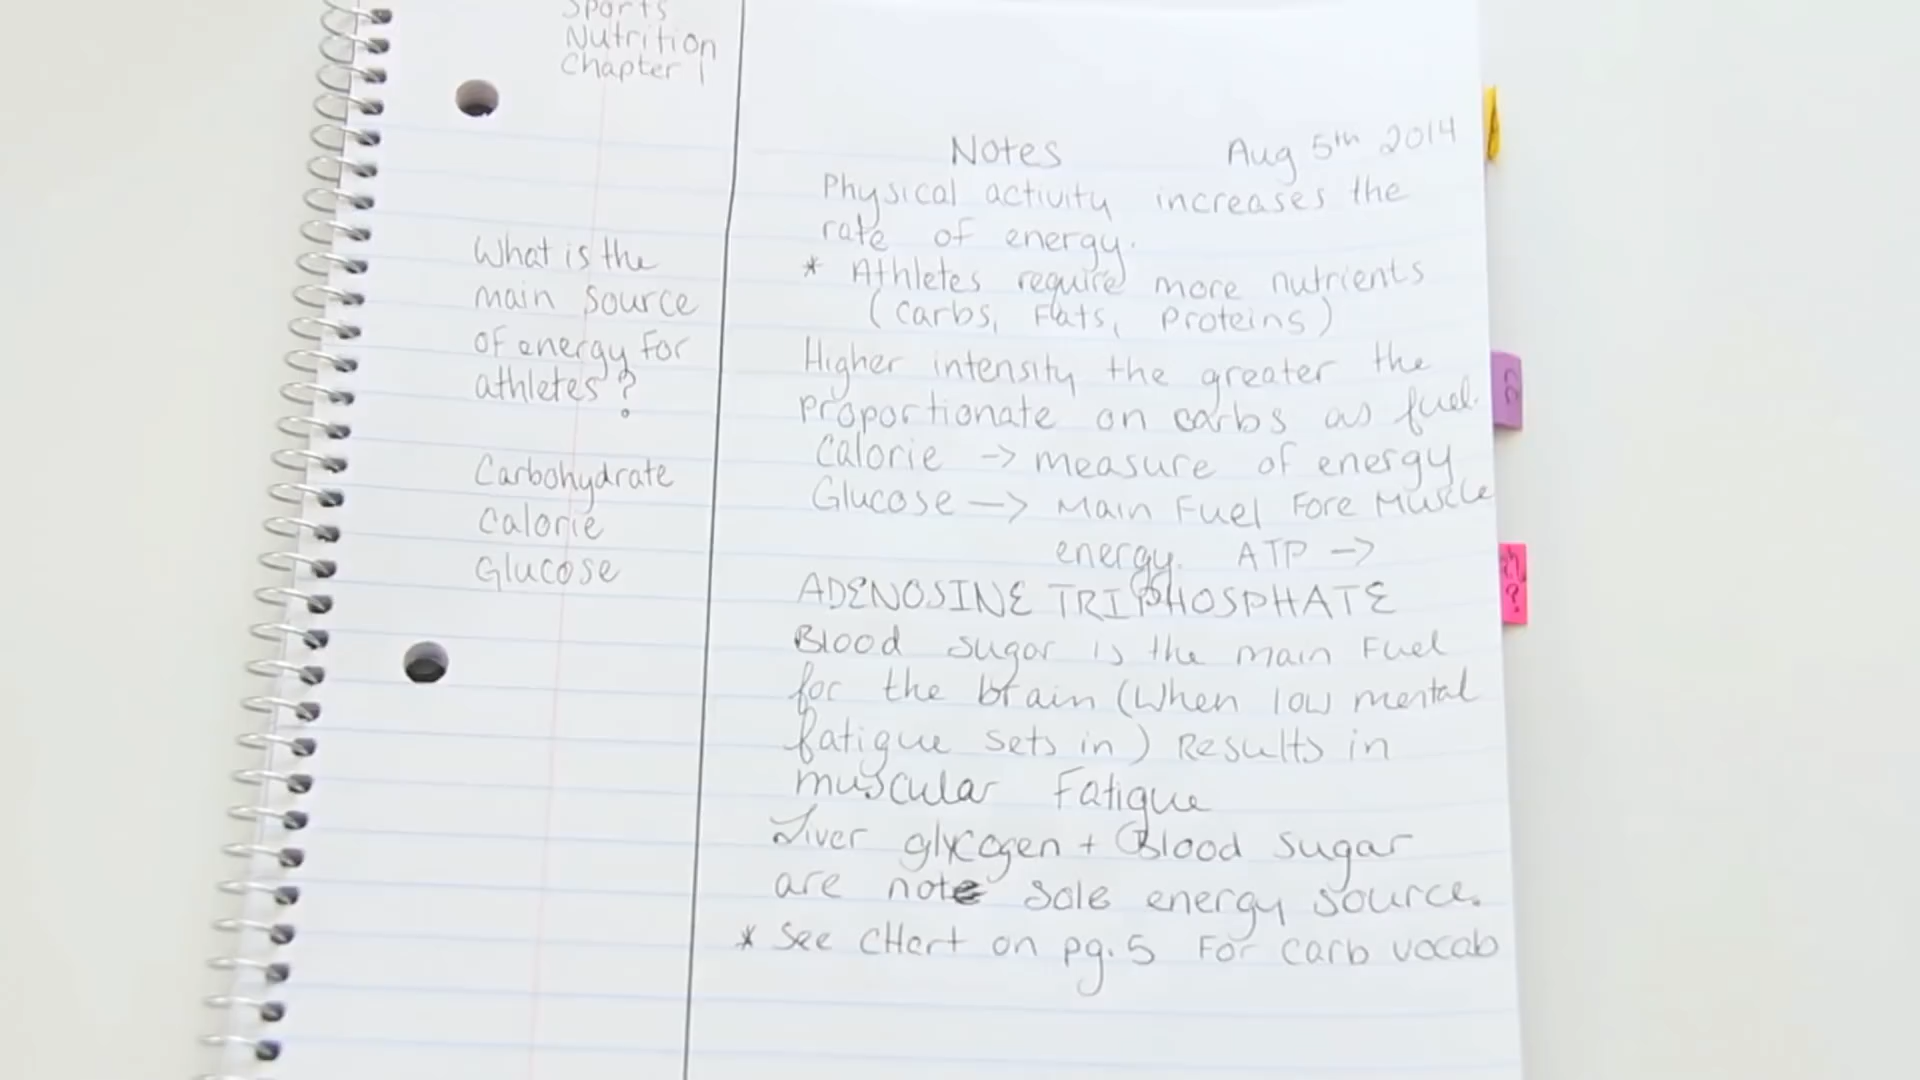 Sports
Nutrition
Chapter 1
What is the
main source
of energy for
athletes?
Carbohydrate
Calorie
Glucose
Notes Aug 5th 2014
Physical activity increases the
rate of energy.
* Athletes require more nutrients
(Carbs, Fats, Proteins)
Higher intensity the greater the
proportionate on carbs as fuel.
Calorie -> measure of energy
Glucose -> Main Fuel Fore Muscle
energy. ATP ->
ADENOSINE TRIPHOSPHATE
Blood sugar is the main Fuel
for the brain (When low mental
fatigue sets in) Results in
muscular Fatigue
Liver glycogen + Blood sugar
are note sole energy source.
* See CHart on pg. 5 For carb vocab